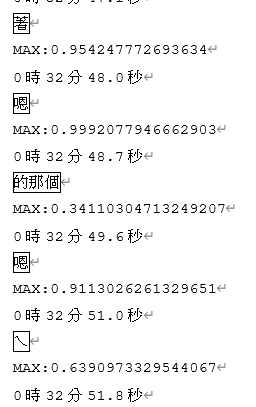 著
MAX:0.954247772693634
0 時 32 分 48.0 秒
嗯
MAX:0.9992077946662903
0 時 32 分 48.7 秒
的那個
MAX:0.34110304713249207
0 時 32 分 49.6 秒
嗯
MAX:0.9113026261329651
0 時 32 分 51.0 秒
ㄟ
MAX:0.6390973329544067
0 時 32 分 51.8 秒